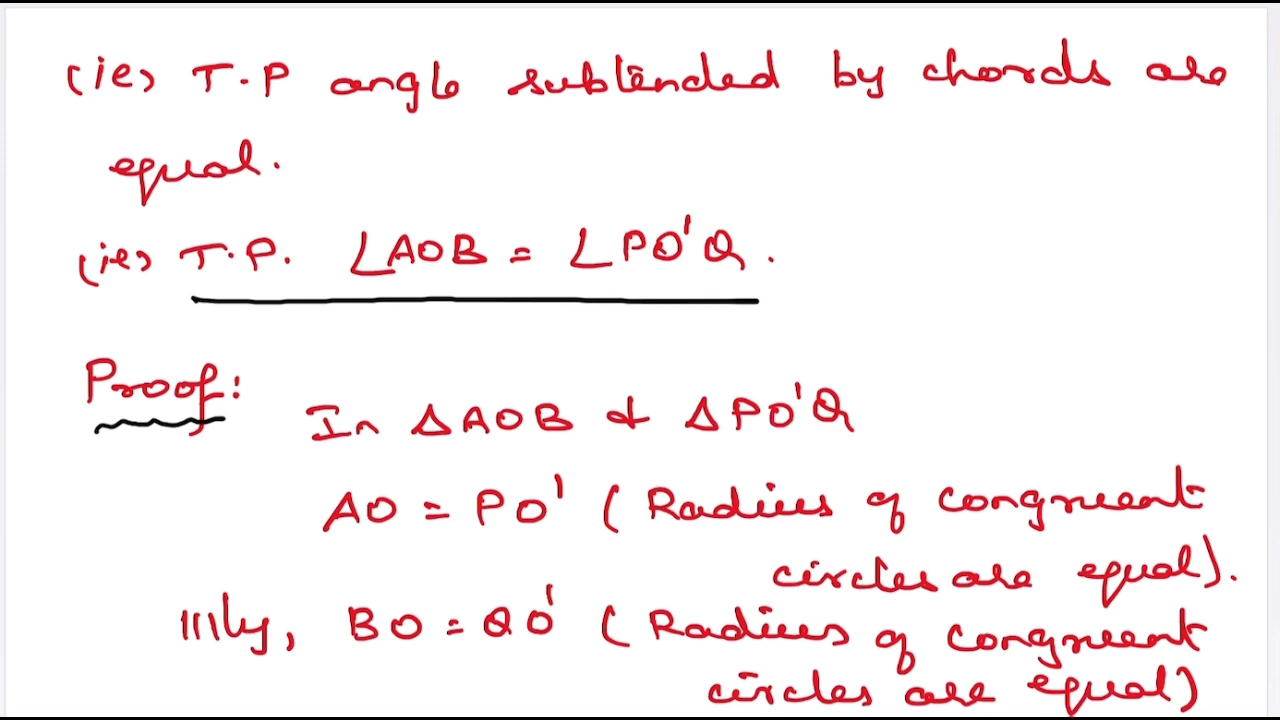 (ie) T.P angle subtended by chords are
equal.
(ie) T.P. ∠AOB = ∠PO'Q.
Proof:
In ΔAOB & ΔPO'Q
AO = PO' (Radius of congruent
circles are equal).
|||ly, BO = QO' (Radius of congruent
circles are equal)